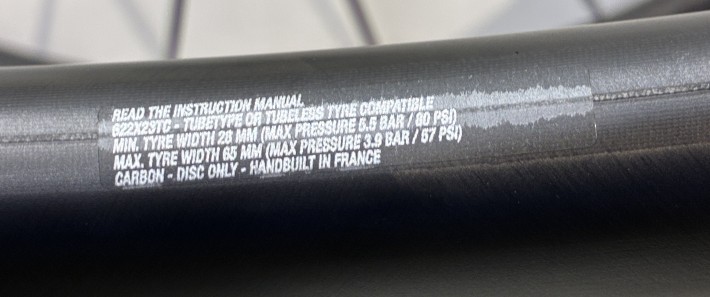 READ THE INSTRUCTION MANUAL
622X23TC - TUBETYPE OR TUBELESS TYRE COMPATIBLE
MIN. TYRE WIDTH 28 MM (MAX PRESSURE 5.5 BAR / 80 PSI)
MAX. TYRE WIDTH 65 MM (MAX PRESSURE 3.9 BAR / 57 PSI)
CARBON - DISC ONLY - HANDBUILT IN FRANCE